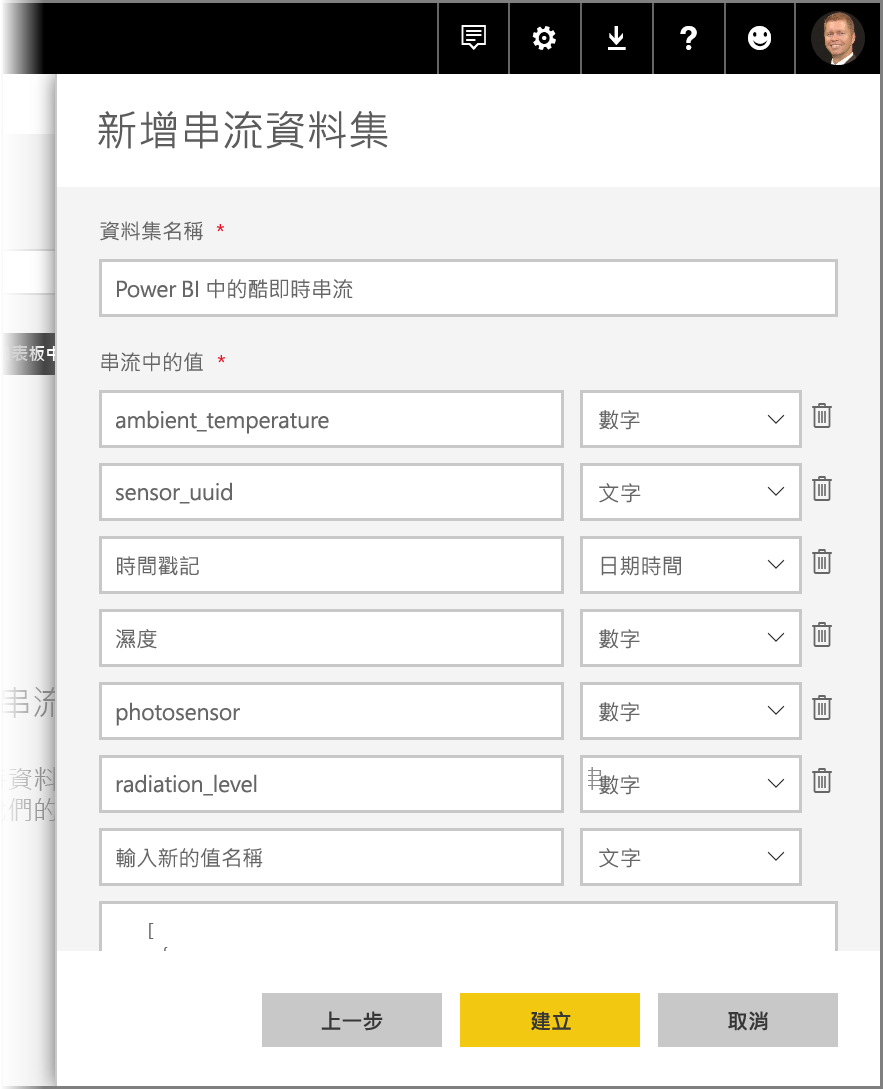 新增串流資料集
資料集名稱 *
Power BI 中的酷即時串流
表板中
串流中的值 *
ambient_temperature 數字
sensor_uuid 文字
時間戳記 日期時間
濕度 數字
串流
photosensor 數字
資料
radiation_level 串數字
們的
輸入新的值名稱 文字
[
上一步 建立 取消